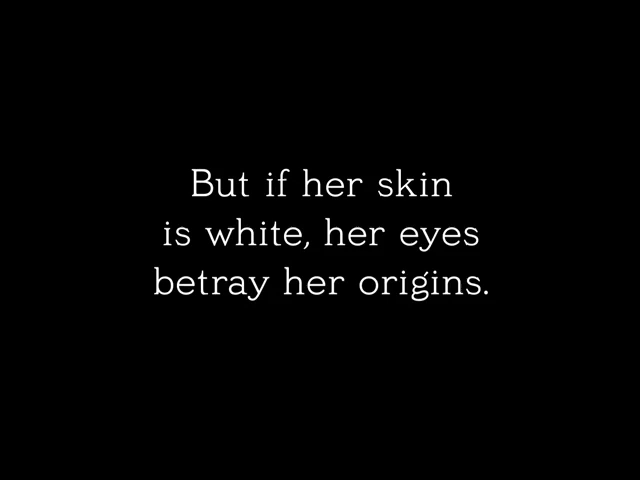 But if her skin
is white, her eyes
betray her origins.